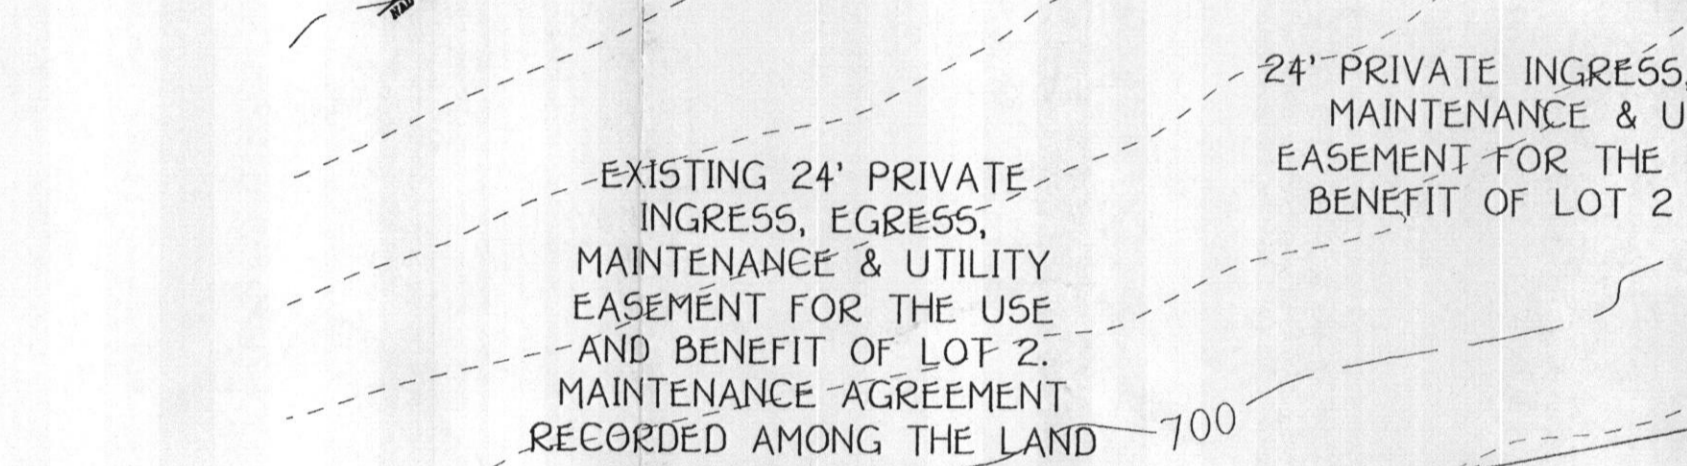 EXISTING 24' PRIVATE
INGRESS, EGRESS,
MAINTENANCE & UTILITY
EASEMENT FOR THE USE
AND BENEFIT OF LOT 2.
MAINTENANCE AGREEMENT
RECORDED AMONG THE LAND
24' PRIVATE INGRESS,
MAINTENANCE &
EASEMENT FOR THE
BENEFIT OF LOT 2
700